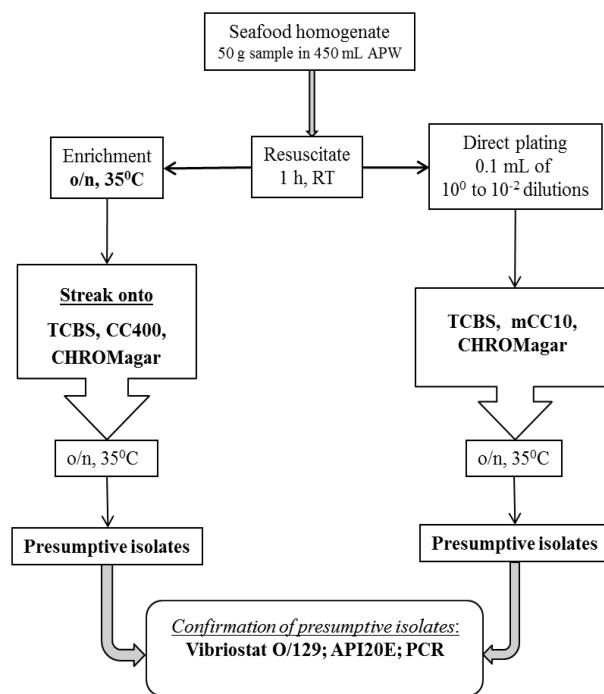 Seafood homogenate
50 g sample in 450 mL APW
Enrichment
o/n, 35⁰C
Resuscitate
1 h, RT
Direct plating
0.1 mL of
10⁰ to 10⁻² dilutions
Streak onto
TCBS, CC400,
CHROMagar
TCBS, mCC10,
CHROMagar
o/n, 35⁰C
o/n, 35⁰C
Presumptive isolates
Presumptive isolates
Confirmation of presumptive isolates:
Vibriostat O/129; API20E; PCR